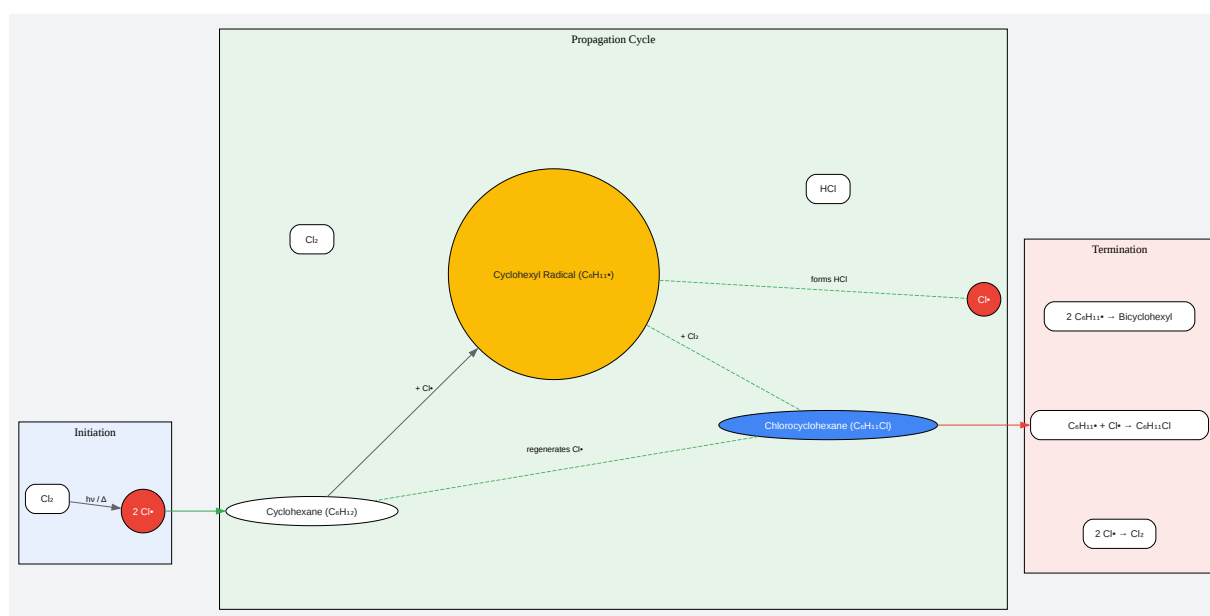 Propagation Cycle
HCl
Cl₂
Cyclohexyl Radical (C₆H₁₁•)
forms HCl
Cl•
+ Cl₂
+ Cl•
Chlorocyclohexane (C₆H₁₁Cl)
regenerates Cl•
Cyclohexane (C₆H₁₂)
Initiation
Cl₂
hν / Δ
2 Cl•
Termination
2 C₆H₁₁• → Bicyclohexyl
C₆H₁₁• + Cl• → C₆H₁₁Cl
2 Cl• → Cl₂